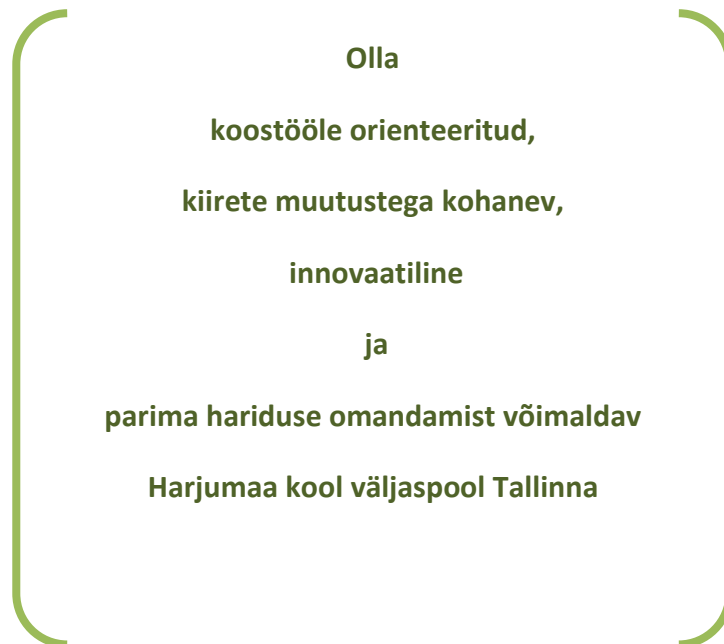 Olla
koostööle orienteeritud,
kiirete muutustega kohanev,
innovaatiline
ja
parima hariduse omandamist võimaldav
Harjumaa kool väljaspool Tallinna